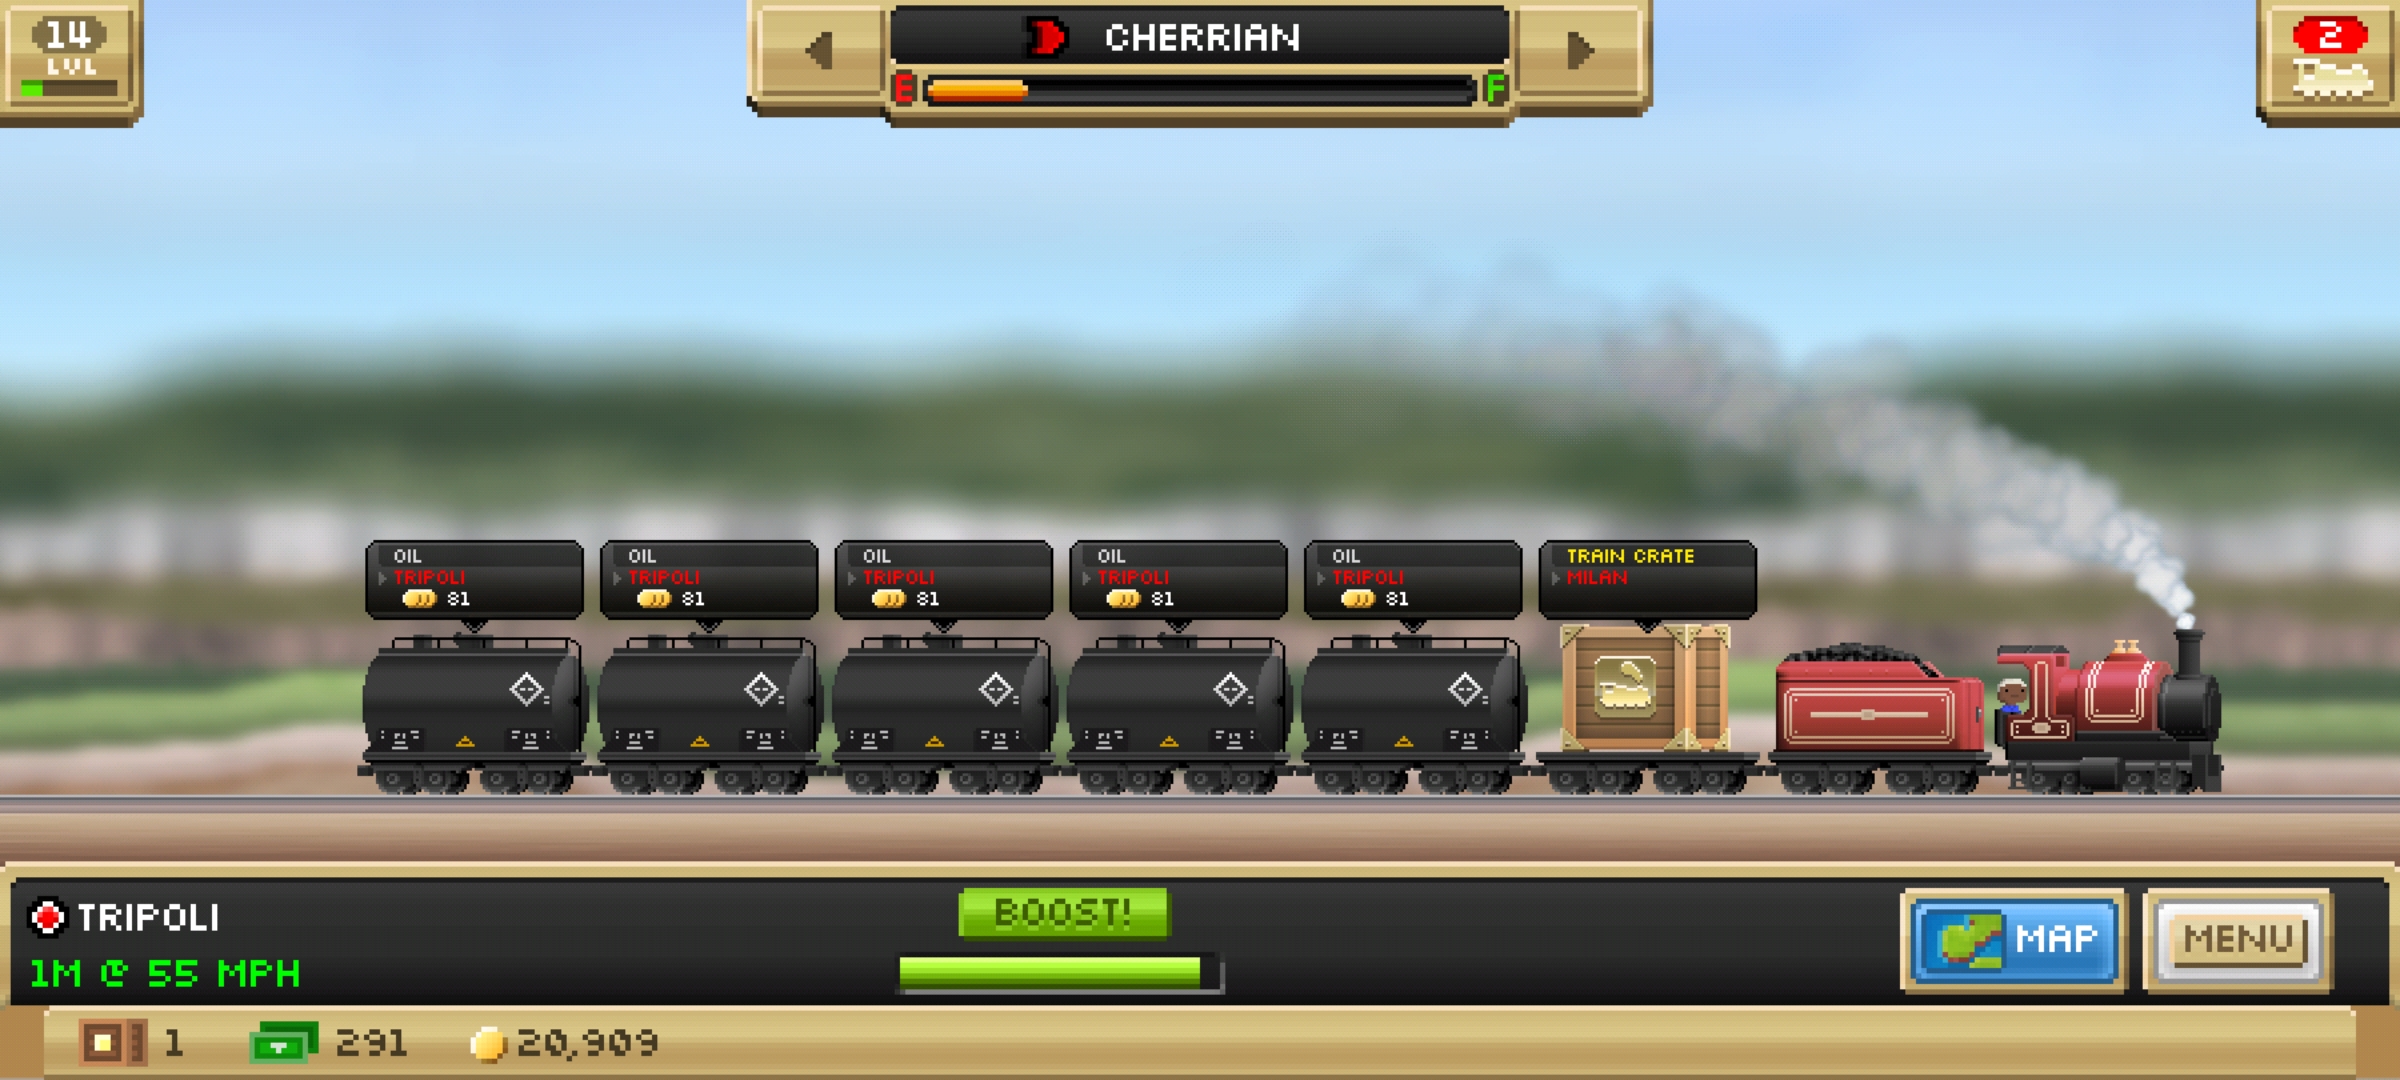 14
LVL
CHERRIAN
E F
2
OIL
TRIPOLI
81
OIL
TRIPOLI
81
OIL
TRIPOLI
81
OIL
TRIPOLI
81
OIL
TRIPOLI
81
TRAIN CRATE
MILAN
TRIPOLI
1M @ 55 MPH
BOOST!
MAP
MENU
1 291 20,909